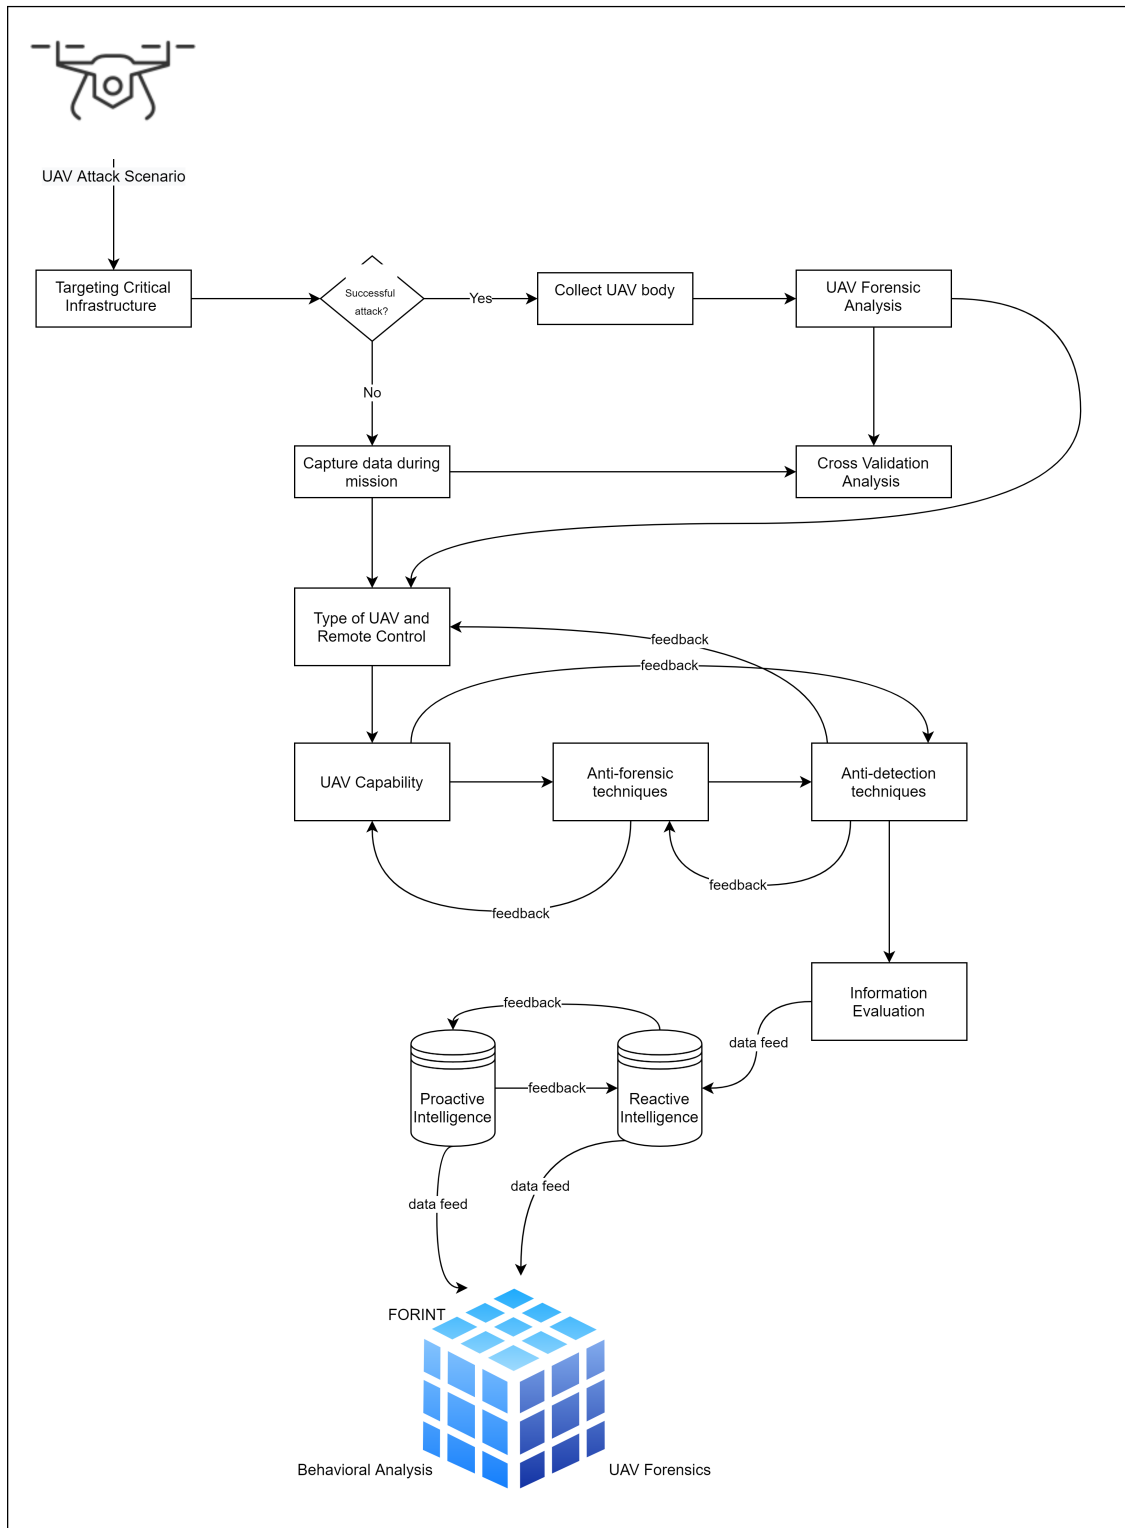 UAV Attack Scenario
Targeting Critical
Infrastructure
Successful
attack?
Yes
Collect UAV body
UAV Forensic
Analysis
No
Capture data during
mission
Cross Validation
Analysis
Type of UAV and
Remote Control
feedback
feedback
UAV Capability
Anti-forensic
techniques
Anti-detection
techniques
feedback
feedback
Information
Evaluation
feedback
data feed
feedback
Proactive
Intelligence
Reactive
Intelligence
data feed
data feed
FORINT
Behavioral Analysis
UAV Forensics